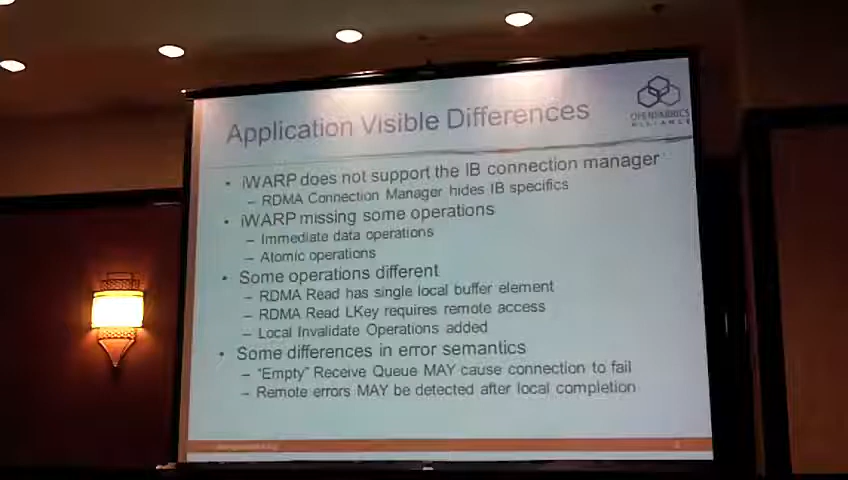 Application Visible Differences
OPENFABRICS
ALLIANCE
• iWARP does not support the IB connection manager
– RDMA Connection Manager hides IB specifics
• iWARP missing some operations
– Immediate data operations
– Atomic operations
• Some operations different
– RDMA Read has single local buffer element
– RDMA Read LKey requires remote access
– Local Invalidate Operations added
• Some differences in error semantics
– "Empty" Receive Queue MAY cause connection to fail
– Remote errors MAY be detected after local completion